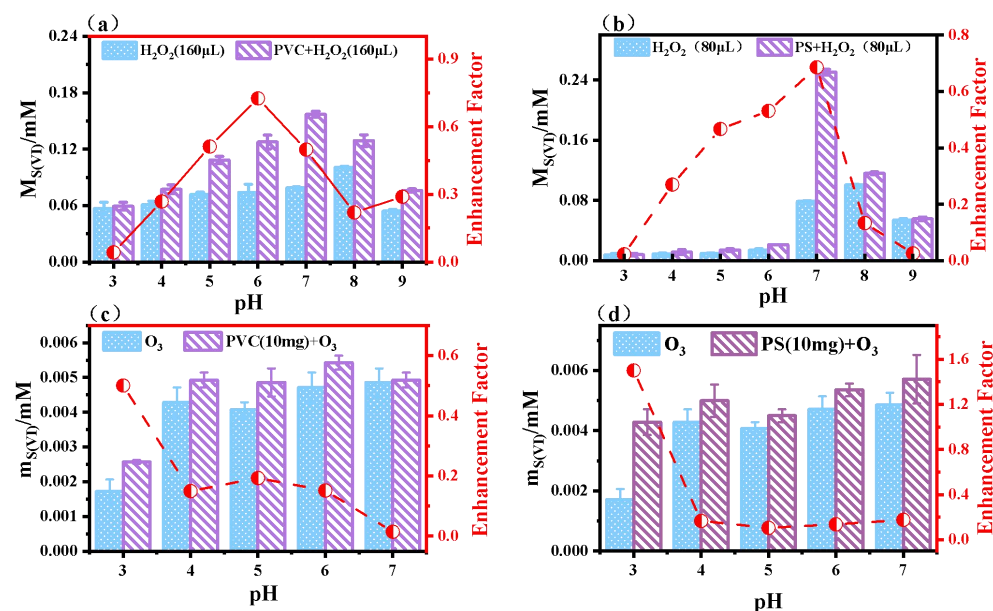 (a)
H₂O₂(160μL) PVC+H₂O₂(160μL)
M_S(VI)/mM
0.24
0.18
0.12
0.06
0.00
3 4 5 6 7 8 9
pH
0.9
0.6
0.3
0.0
Enhancement Factor
(b)
H₂O₂ (80μL) PS+H₂O₂ (80μL)
M_S(VI)/mM
0.24
0.16
0.08
0.00
3 4 5 6 7 8 9
pH
0.8
0.6
0.4
0.2
0.0
Enhancement Factor
(c)
O₃ PVC(10mg)+O₃
m_S(VI)/mM
0.006
0.005
0.004
0.003
0.002
0.001
0.000
3 4 5 6 7
pH
0.6
0.4
0.2
0.0
Enhancement Factor
(d)
O₃ PS(10mg)+O₃
m_S(VI)/mM
0.006
0.004
0.002
0.000
3 4 5 6 7
pH
1.6
1.2
0.8
0.4
0.0
Enhancement Factor